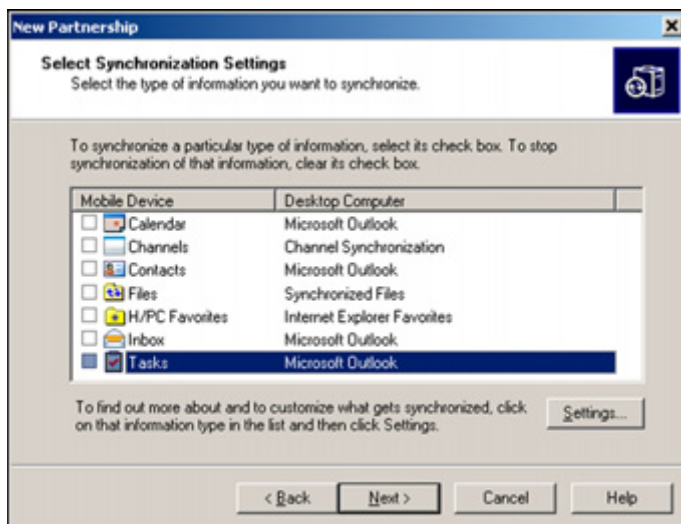 New Partnership
Select Synchronization Settings
Select the type of information you want to synchronize.
To synchronize a particular type of information, select its check box. To stop
synchronization of that information, clear its check box.
Mobile Device Desktop Computer
Calendar Microsoft Outlook
Channels Channel Synchronization
Contacts Microsoft Outlook
Files Synchronized Files
H/PC Favorites Internet Explorer Favorites
Inbox Microsoft Outlook
Tasks Microsoft Outlook
To find out more about and to customize what gets synchronized, click
on that information type in the list and then click Settings.
Settings...
< Back Next > Cancel Help